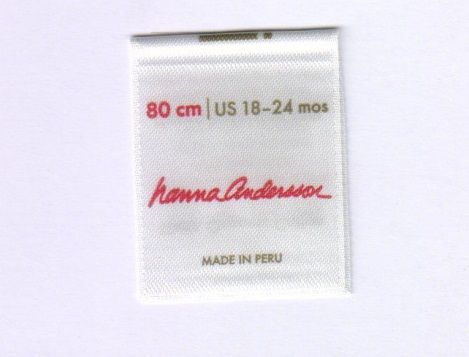 80 cm | US 18–24 mos
hanna Andersson
MADE IN PERU